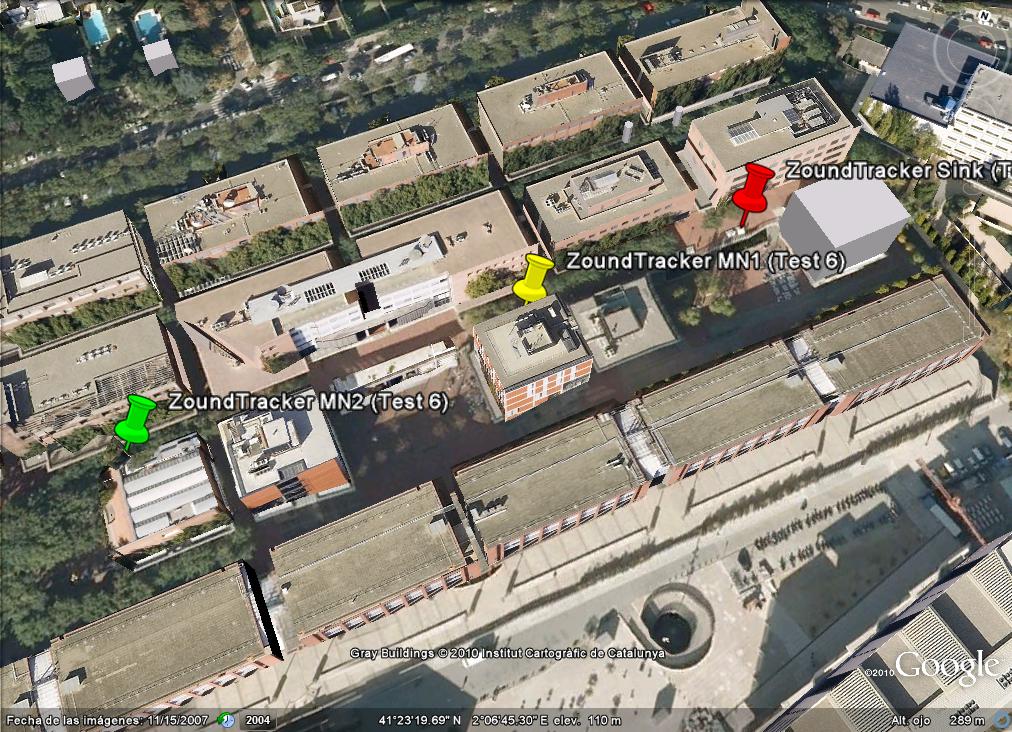 N
ZoundTracker Sink (T
ZoundTracker MN1 (Test 6)
ZoundTracker MN2 (Test 6)
Gray Buildings © 2010 Institut Cartogràfic de Catalunya
©2010 Google
Fecha de las imágenes: 11/15/2007 2004 41°23'19.69" N 2°06'45.30" E elev. 110 m Alt. ojo 289 m